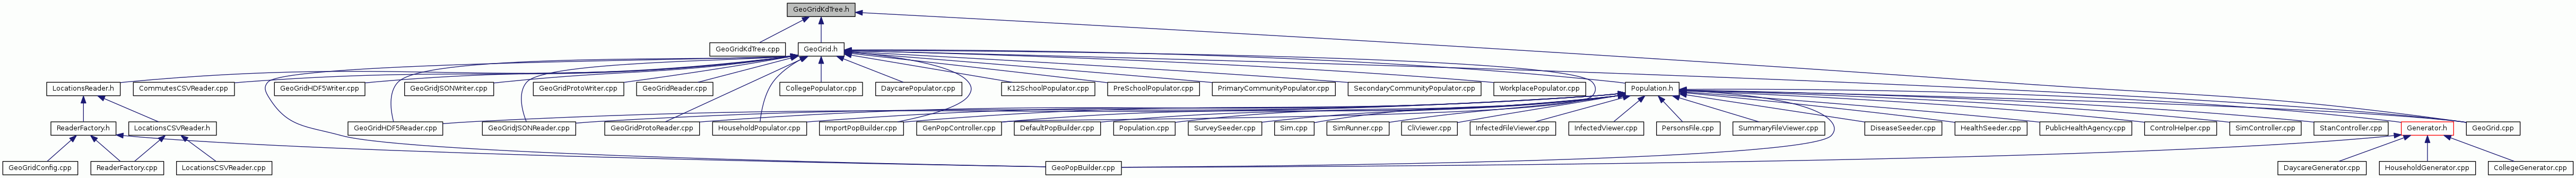 GeoGridKdTree.h
GeoGridKdTree.cpp
GeoGrid.h
LocationsReader.h
CommutesCSVReader.cpp
GeoGridHDF5Writer.cpp
GeoGridJSONWriter.cpp
GeoGridProtoWriter.cpp
GeoGridReader.cpp
CollegePopulator.cpp
DaycarePopulator.cpp
K12SchoolPopulator.cpp
PreSchoolPopulator.cpp
PrimaryCommunityPopulator.cpp
SecondaryCommunityPopulator.cpp
WorkplacePopulator.cpp
Population.h
ReaderFactory.h
LocationsCSVReader.h
GeoGridHDF5Reader.cpp
GeoGridJSONReader.cpp
GeoGridProtoReader.cpp
HouseholdPopulator.cpp
ImportPopBuilder.cpp
GenPopController.cpp
DefaultPopBuilder.cpp
Population.cpp
SurveySeeder.cpp
Sim.cpp
SimRunner.cpp
CliViewer.cpp
InfectedFileViewer.cpp
InfectedViewer.cpp
PersonsFile.cpp
SummaryFileViewer.cpp
DiseaseSeeder.cpp
HealthSeeder.cpp
PublicHealthAgency.cpp
ControlHelper.cpp
SimController.cpp
StanController.cpp
Generator.h
GeoGrid.cpp
GeoGridConfig.cpp
ReaderFactory.cpp
LocationsCSVReader.cpp
GeoPopBuilder.cpp
DaycareGenerator.cpp
HouseholdGenerator.cpp
CollegeGenerator.cpp